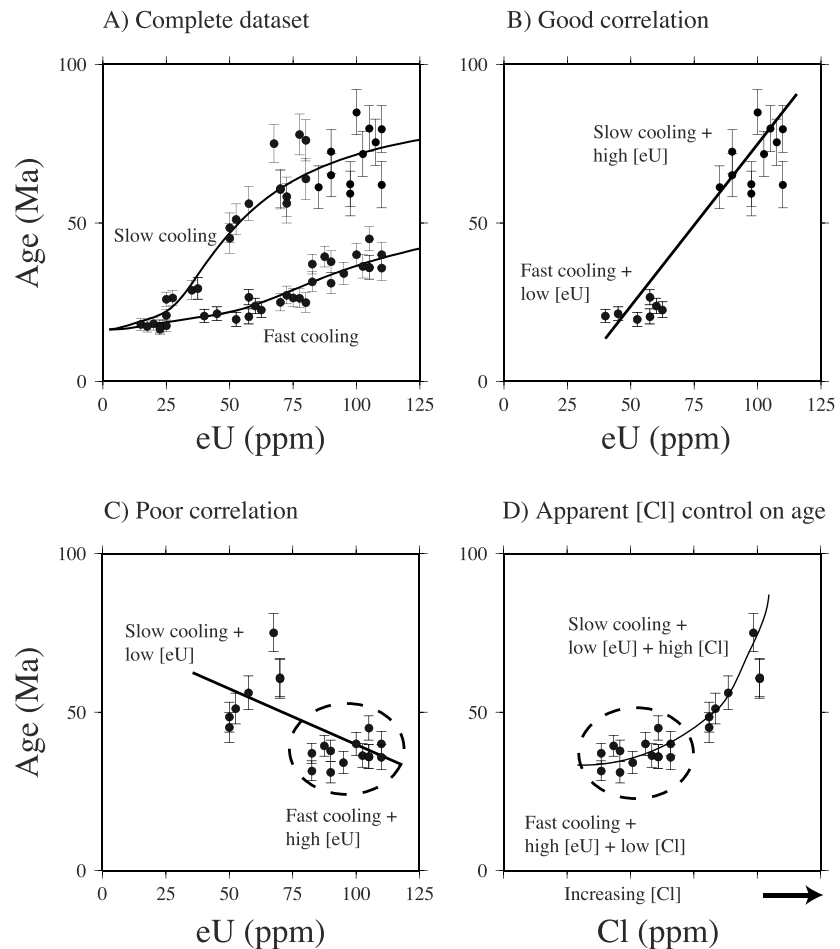 A) Complete dataset
B) Good correlation
100
50
0
Age (Ma)
Slow cooling
Fast cooling
0 25 50 75 100 125
eU (ppm)
100
50
0
Slow cooling +
high [eU]
Fast cooling +
low [eU]
0 25 50 75 100 125
eU (ppm)
C) Poor correlation
D) Apparent [Cl] control on age
100
50
0
Age (Ma)
Slow cooling +
low [eU]
Fast cooling +
high [eU]
0 25 50 75 100 125
eU (ppm)
100
50
0
Slow cooling +
low [eU] + high [Cl]
Fast cooling +
high [eU] + low [Cl]
Increasing [Cl]
Cl (ppm)